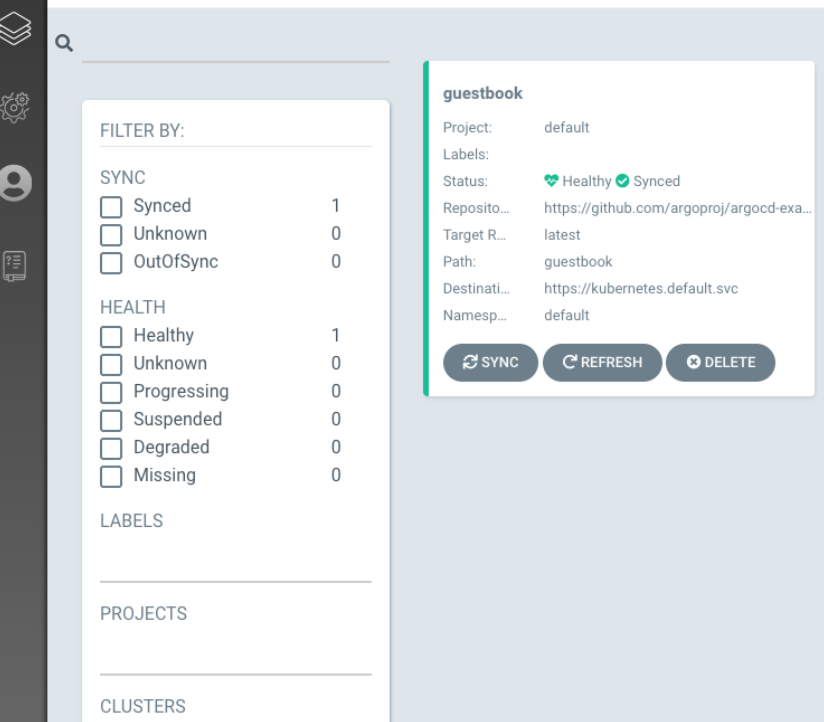 FILTER BY:
SYNC
Synced 1
Unknown 0
OutOfSync 0
HEALTH
Healthy 1
Unknown 0
Progressing 0
Suspended 0
Degraded 0
Missing 0
LABELS
PROJECTS
CLUSTERS
guestbook
Project: default
Labels:
Status: Healthy Synced
Reposito... https://github.com/argoproj/argocd-exa...
Target R... latest
Path: guestbook
Destinati... https://kubernetes.default.svc
Namesp... default
SYNC REFRESH DELETE